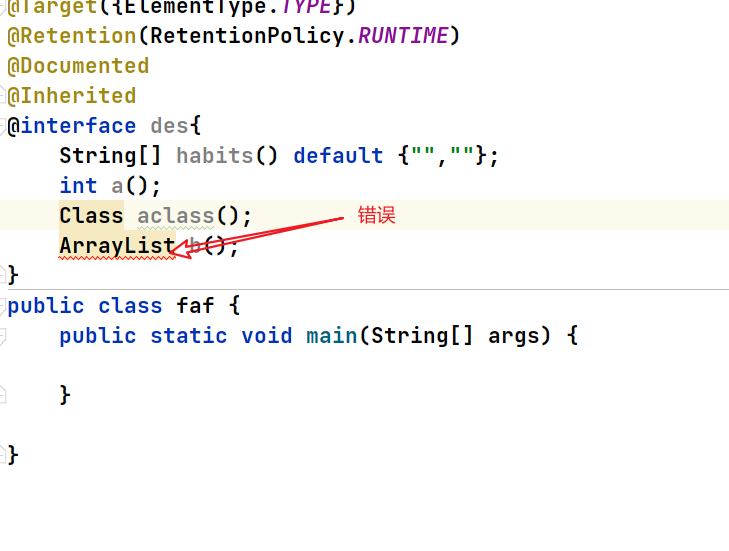 @Target({ElementType.TYPE})
@Retention(RetentionPolicy.RUNTIME)
@Documented
@Inherited
@interface des{
    String[] habits() default {"",""};
    int a();
    Class aclass(); 错误
    ArrayList b();
}
public class faf {
    public static void main(String[] args) {
    }
}